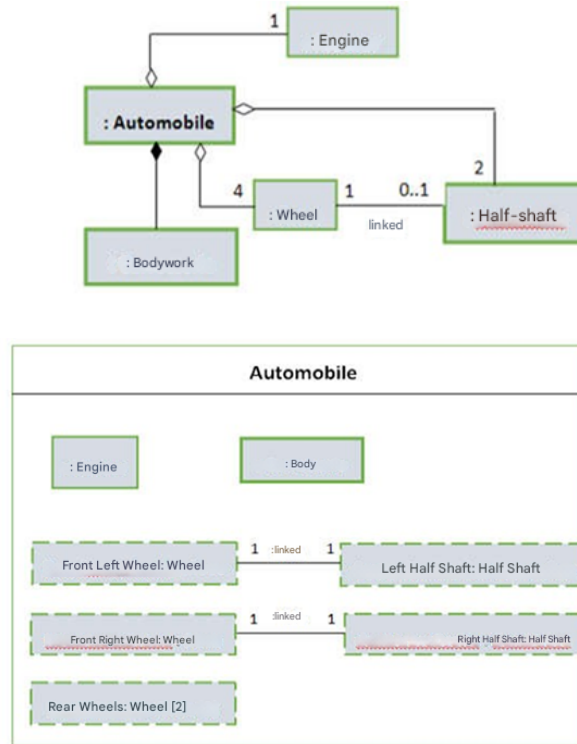 1
: Engine
: Automobile
2
4
: Wheel
1
0..1
linked
: Half-shaft
: Bodywork
Automobile
: Engine
: Body
Front Left Wheel: Wheel
1
:linked
1
Left Half Shaft: Half Shaft
Front Right Wheel: Wheel
1
:linked
1
Right Half Shaft: Half Shaft
Rear Wheels: Wheel [2]